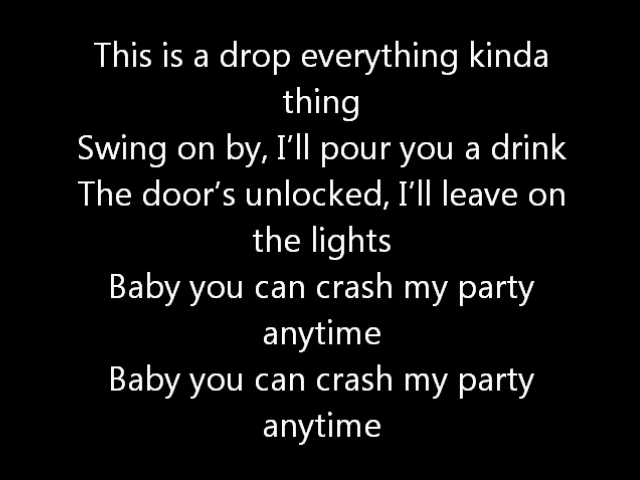 This is a drop everything kinda
thing
Swing on by, I’ll pour you a drink
The door’s unlocked, I’ll leave on
the lights
Baby you can crash my party
anytime
Baby you can crash my party
anytime